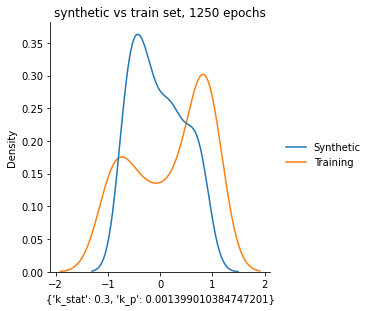 synthetic vs train set, 1250 epochs
0.35
0.30
0.25
0.20
0.15
0.10
0.05
0.00
Density
Synthetic
Training
−2 −1 0 1 2
{'k_stat': 0.3, 'k_p': 0.001399010384747201}